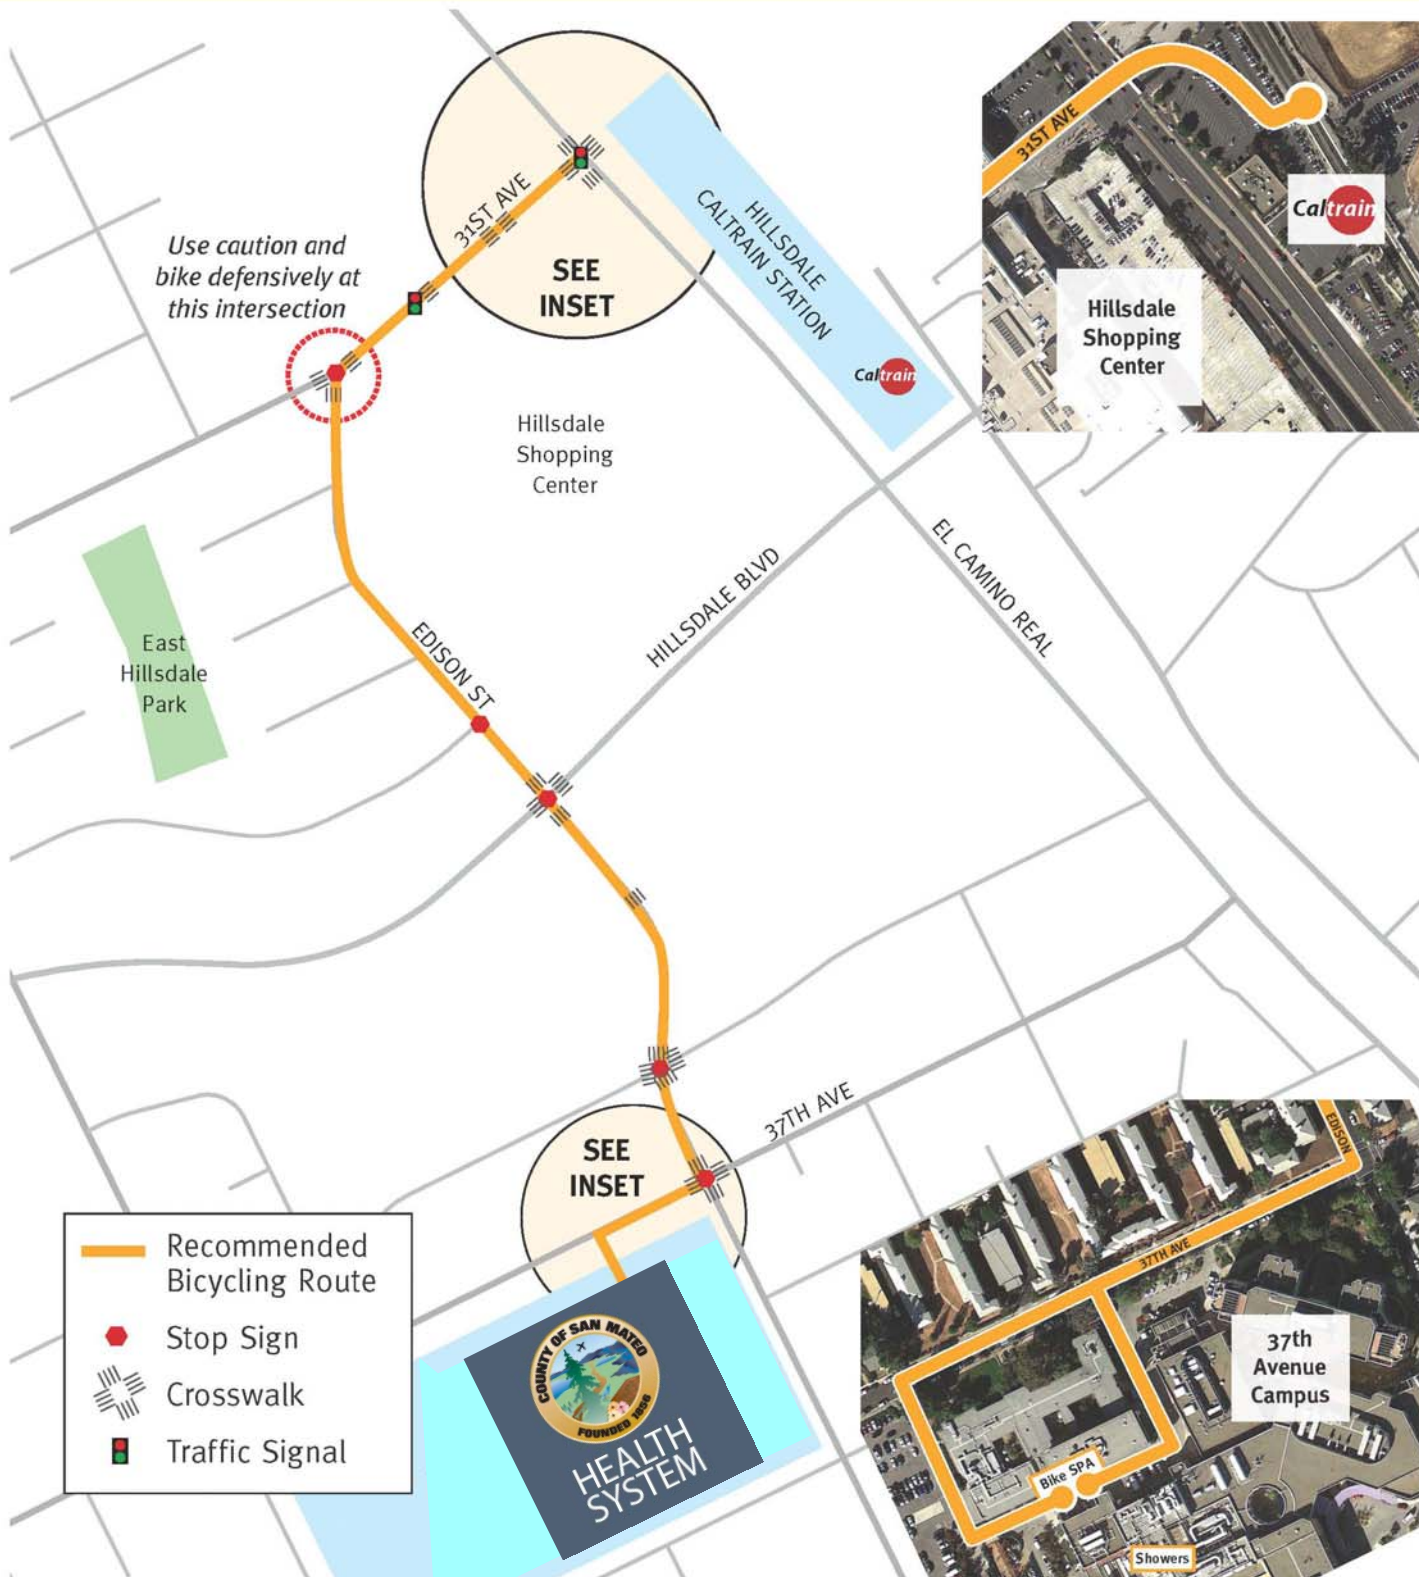 31ST AVE
SEE
INSET
Use caution and
bike defensively at
this intersection
HILLSDALE
CALTRAIN STATION
Caltrain
Hillsdale
Shopping
Center
31ST AVE
Caltrain
Hillsdale
Shopping
Center
East
Hillsdale
Park
EDISON ST
HILLSDALE BLVD
EL CAMINO REAL
37TH AVE
SEE
INSET
Recommended
Bicycling Route
Stop Sign
Crosswalk
Traffic Signal
COUNTY OF SAN MATEO
FOUNDED 1856
HEALTH
SYSTEM
EDISON
37TH AVE
37th
Avenue
Campus
Bike SPA
Showers